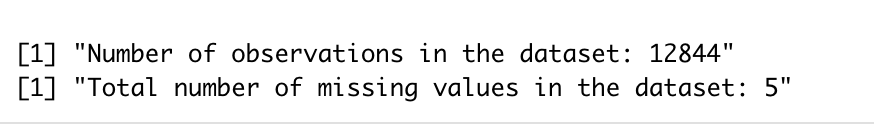 [1] "Number of observations in the dataset: 12844"
[1] "Total number of missing values in the dataset: 5"